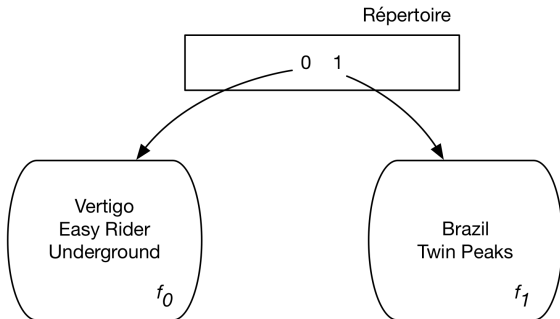 Répertoire
0 1
Vertigo
Easy Rider
Underground
f0
Brazil
Twin Peaks
f1